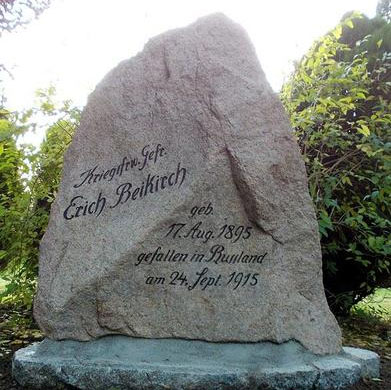 Kriegsfrw. Gefr.
Erich Beikirch
geb.
17. Aug. 1895
gefallen in Russland
am 24. Sept. 1915